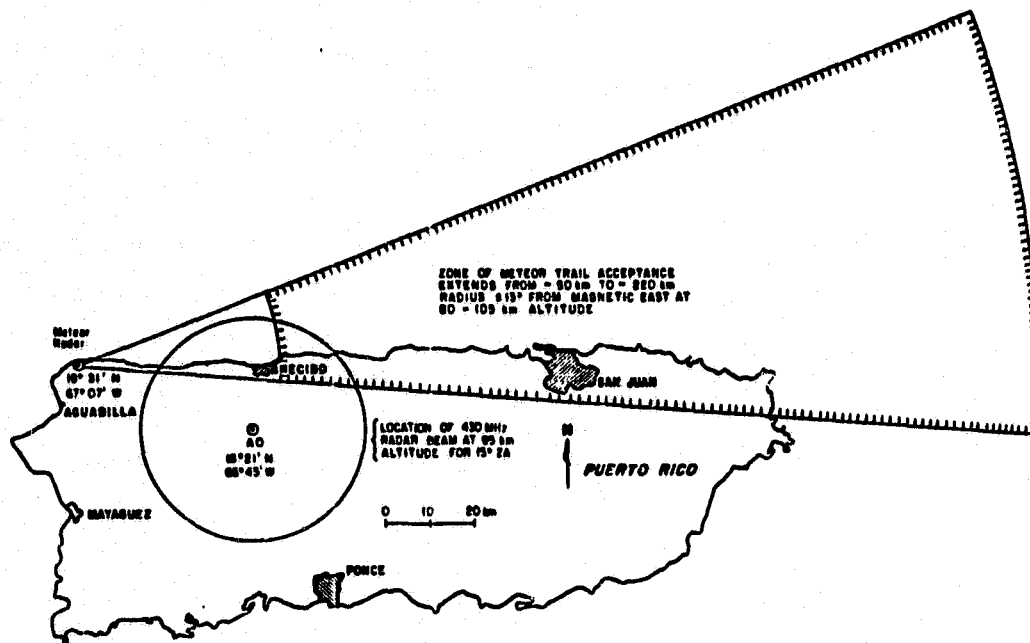 ZONE OF METEOR TRAIL ACCEPTANCE
EXTENDS FROM ~ 50 km TO ~ 220 km
RADIUS ±15° FROM MAGNETIC EAST AT
80 - 105 km ALTITUDE
Meteor
Radar
18° 31' N
67° 07' W
AGUADILLA
ARECIBO
SAN JUAN
AO
18° 21' N
66° 45' W
LOCATION OF 430 MHz
RADAR BEAM AT 95 km
ALTITUDE FOR 15° ZA
N
PUERTO RICO
MAYAGUEZ
0 10 20 km
PONCE